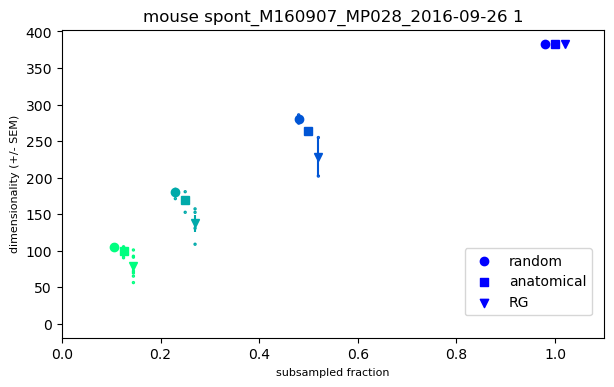 mouse spont_M160907_MP028_2016-09-26 1
dimensionality (+/- SEM)
400
350
300
250
200
150
100
50
0
random
anatomical
RG
0.0 0.2 0.4 0.6 0.8 1.0
subsampled fraction